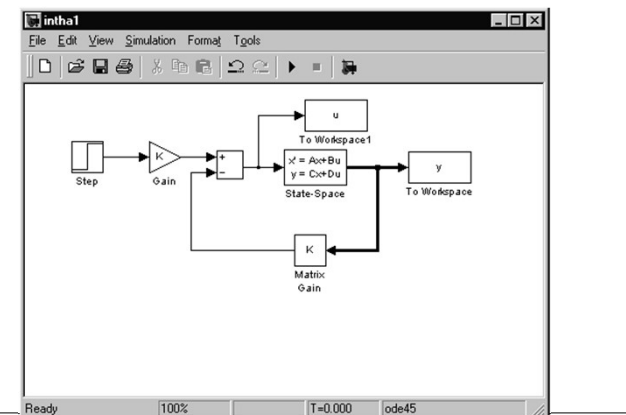 intha1
File Edit View Simulation Format Tools
u
To Workspace1
Step
K
Gain
+
−
x' = Ax+Bu
y = Cx+Du
State-Space
y
To Workspace
K
Matrix
Gain
Ready 100% T=0.000 ode45